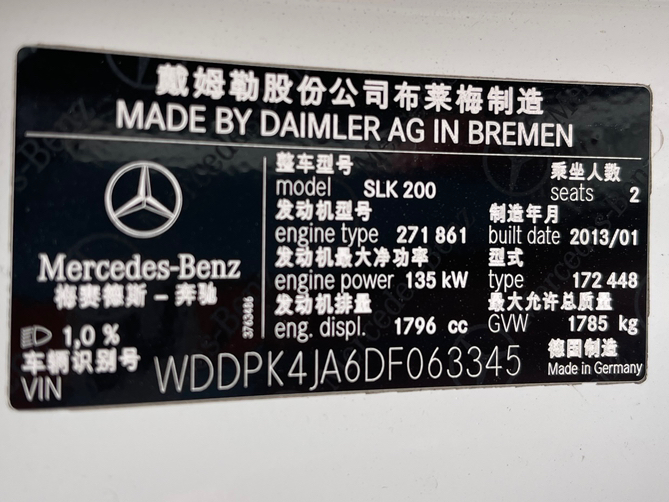 戴姆勒股份公司布莱梅制造
MADE BY DAIMLER AG IN BREMEN
Mercedes-Benz
梅赛德斯-奔驰
3763486
1,0 %
整车型号
model SLK 200
乘坐人数
seats 2
发动机型号
engine type 271 861
制造年月
built date 2013/01
发动机最大净功率
engine power 135 kW
型式
type 172 448
发动机排量
eng. displ. 1796 cc
最大允许总质量
GVW 1785 kg
车辆识别号
VIN WDDPK4JA6DF063345
德国制造
Made in Germany